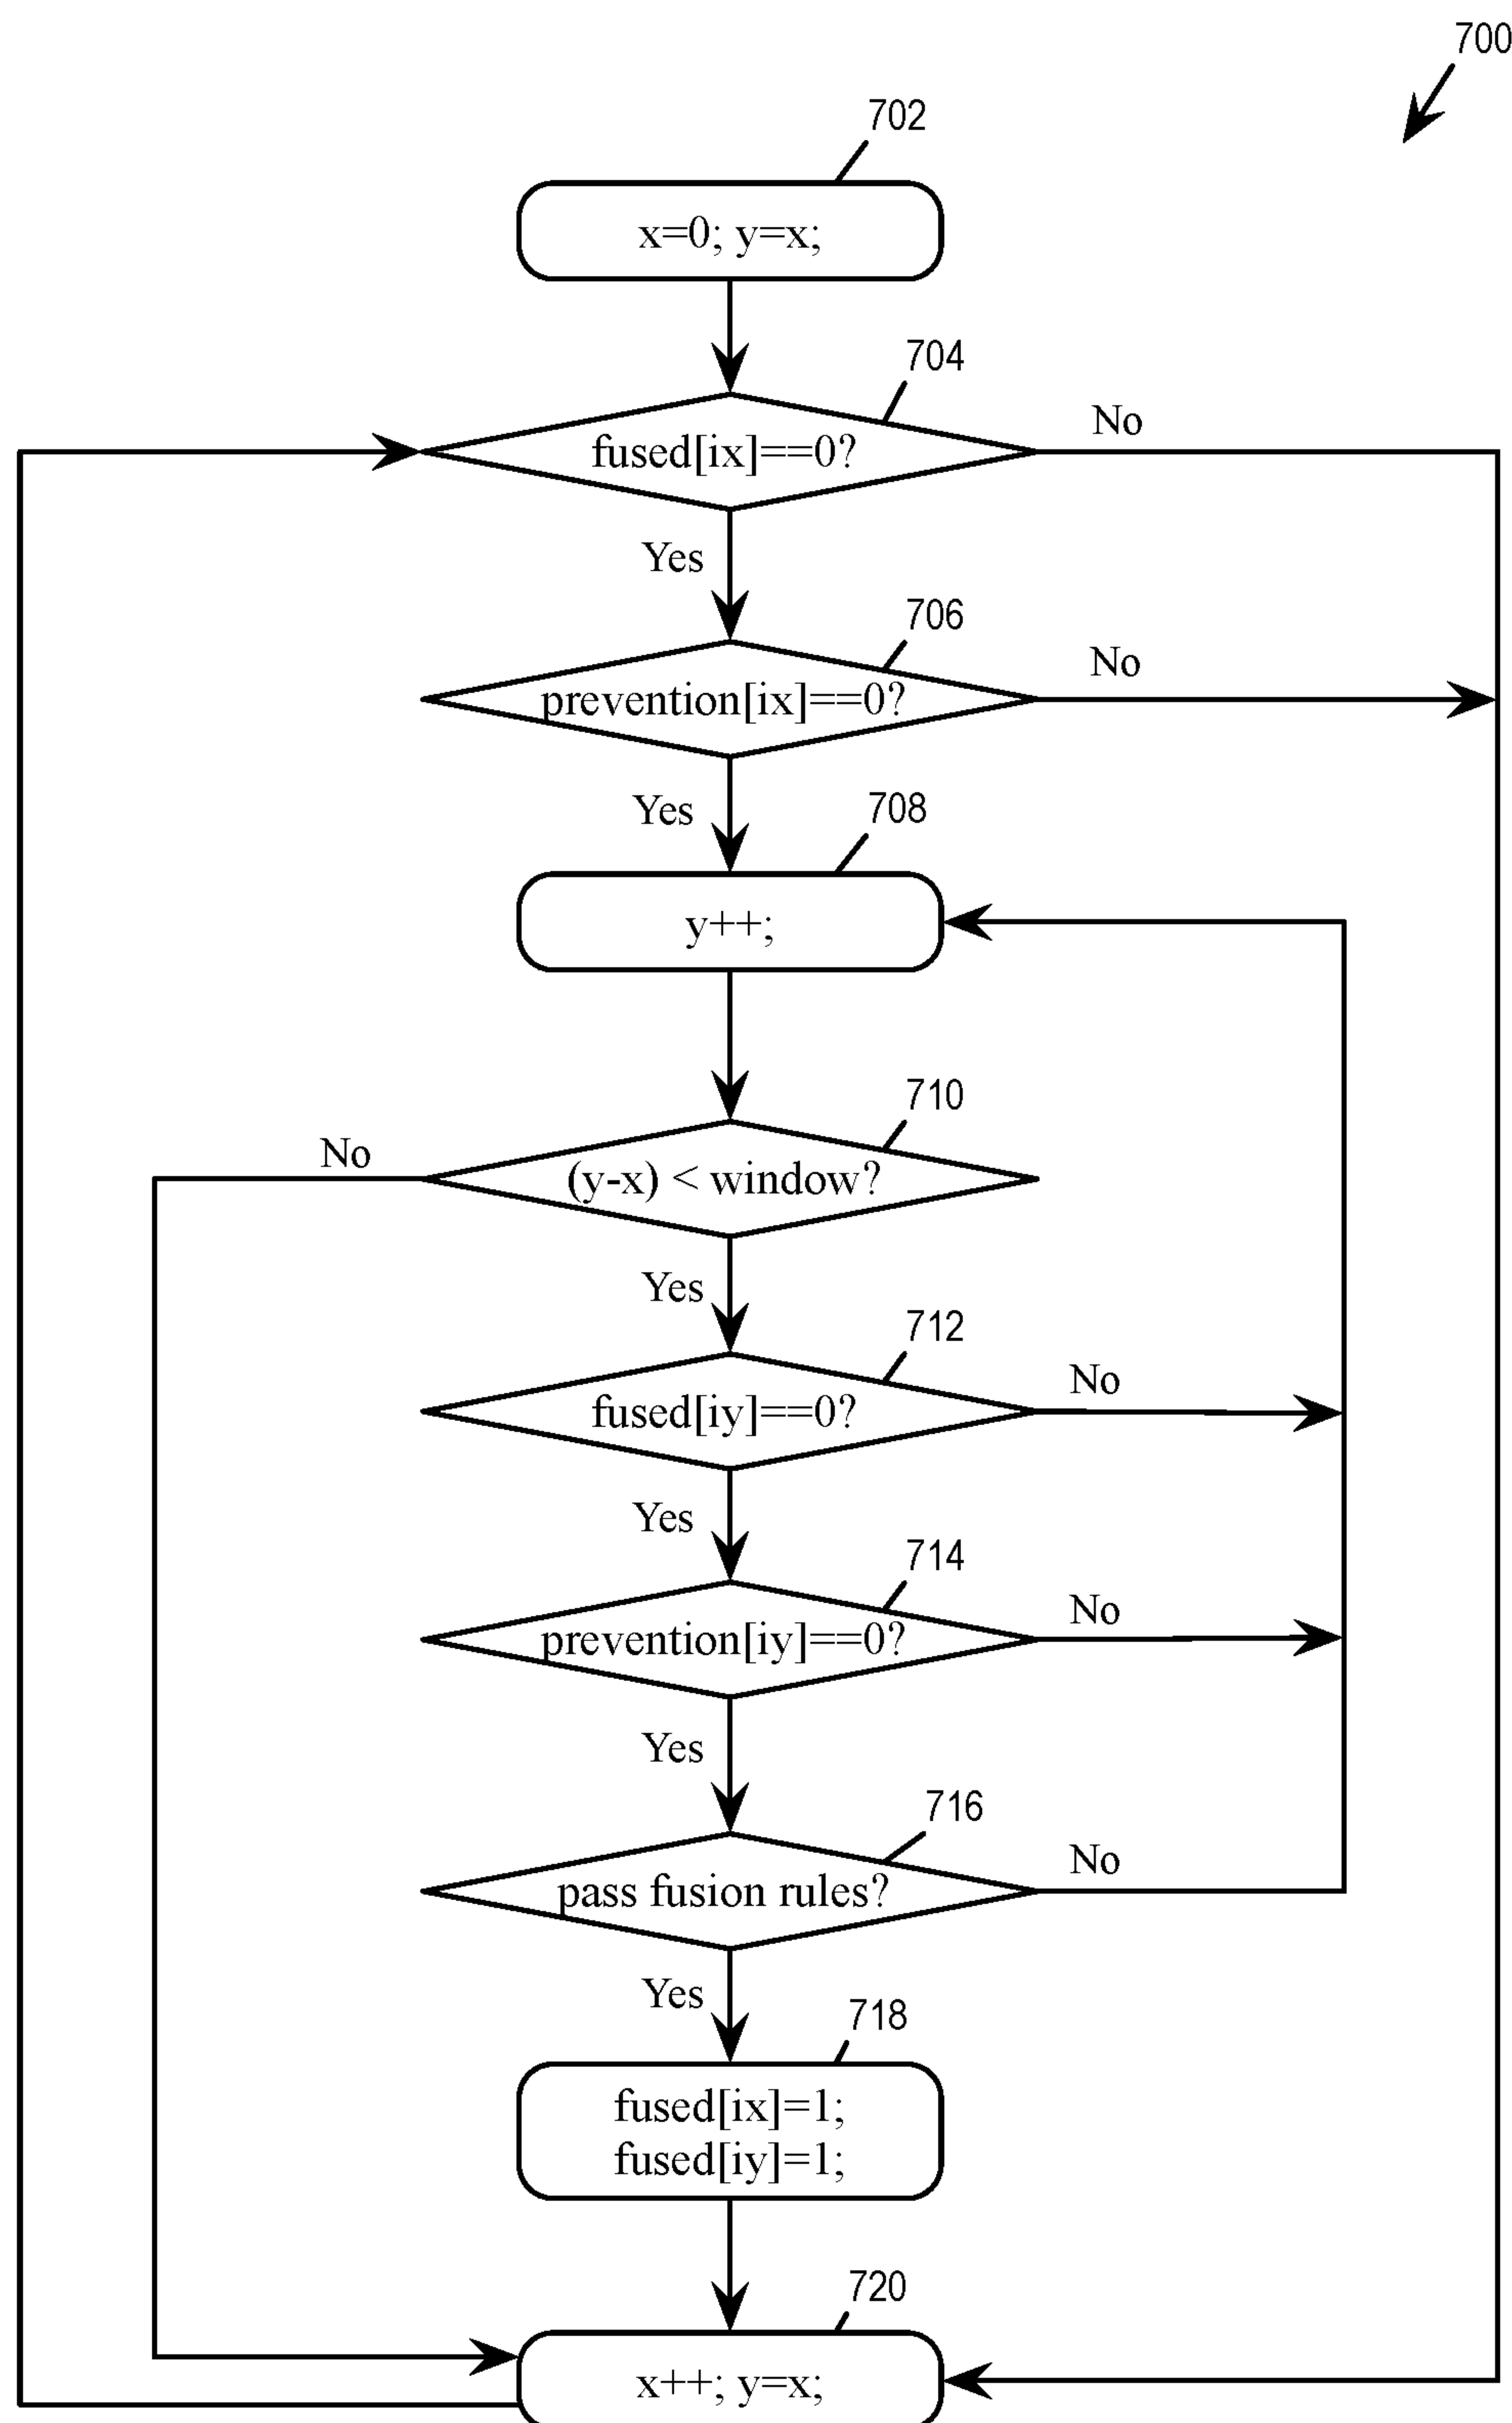 700
702
x=0; y=x;
704
fused[ix]==0?
No
Yes
706
prevention[ix]==0?
No
Yes
708
y++;
710
(y-x) < window?
No
Yes
712
fused[iy]==0?
No
Yes
714
prevention[iy]==0?
No
Yes
716
pass fusion rules?
No
Yes
718
fused[ix]=1;
fused[iy]=1;
720
x++; y=x;